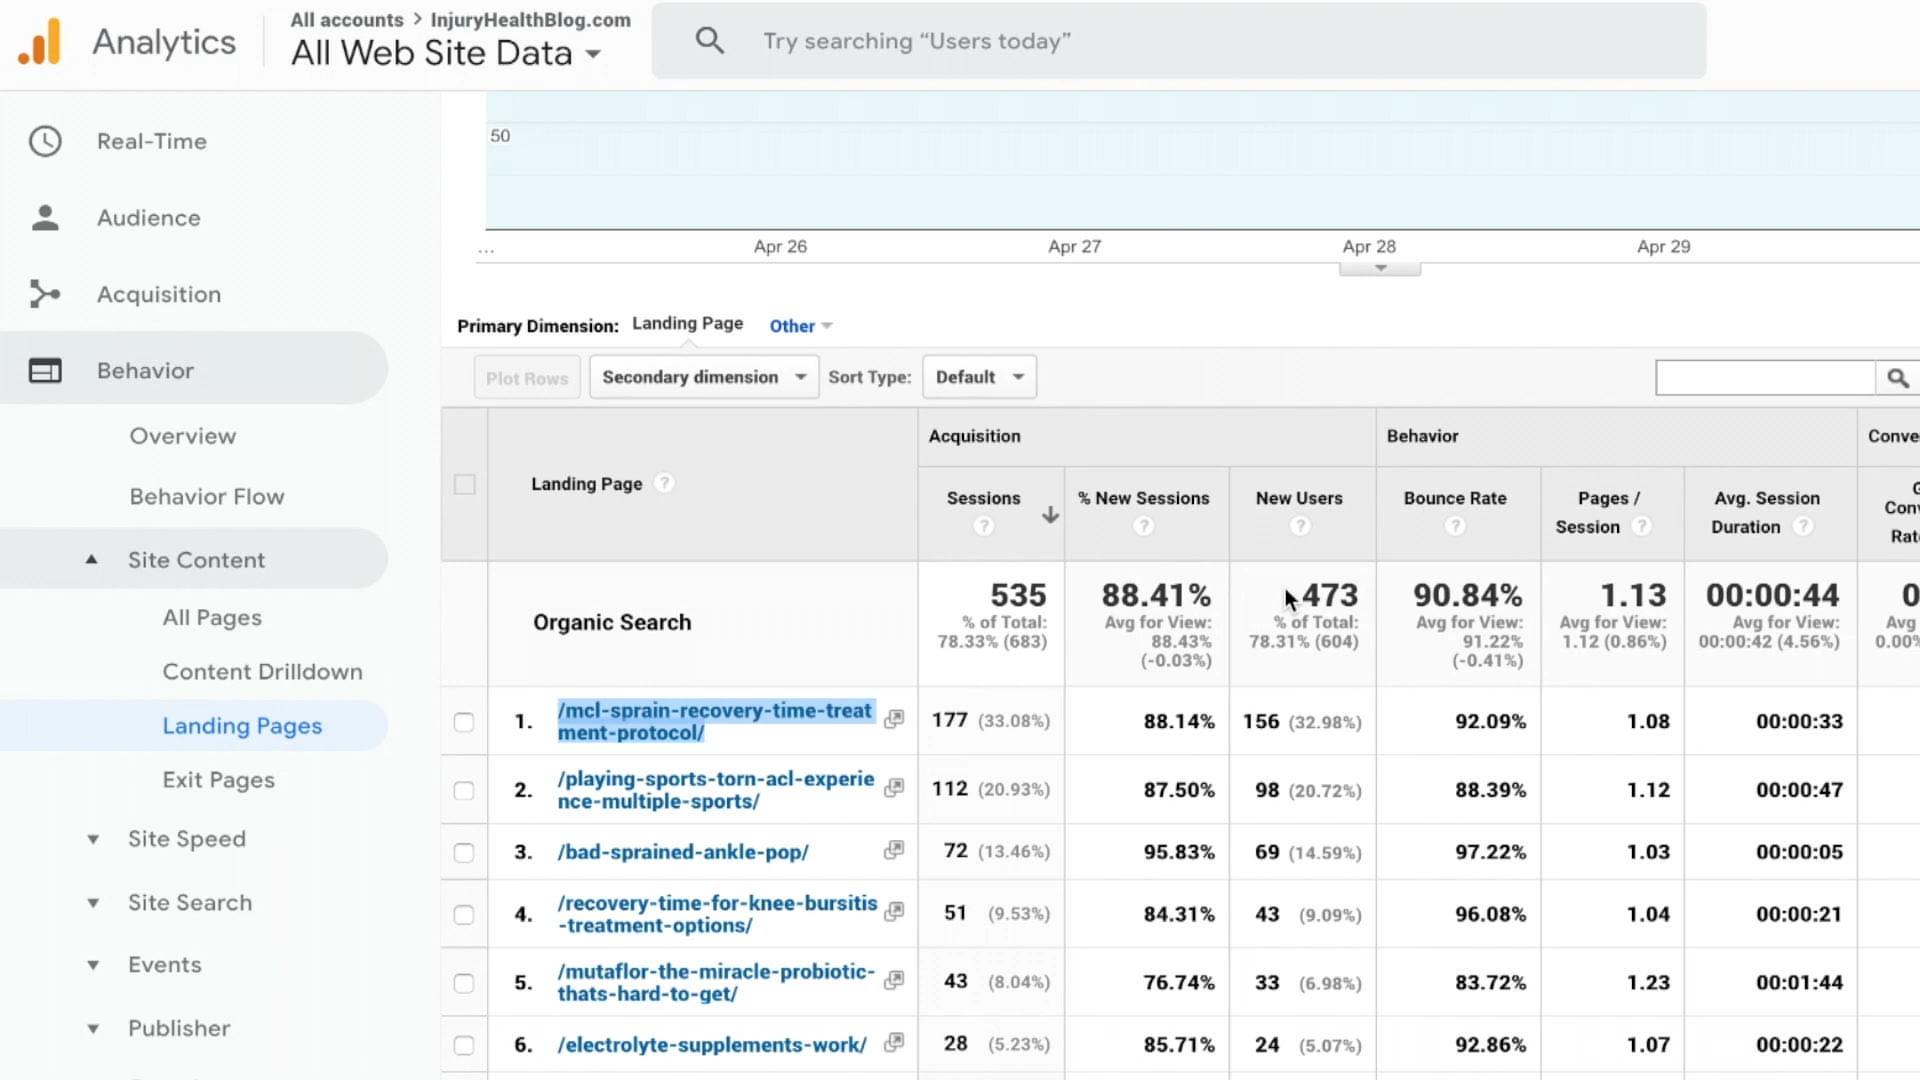 Analytics
All accounts > InjuryHealthBlog.com
All Web Site Data
Try searching “Users today”
Real-Time
Audience
Acquisition
Behavior
Overview
Behavior Flow
Site Content
All Pages
Content Drilldown
Landing Pages
Exit Pages
Site Speed
Site Search
Events
Publisher
50
... Apr 26 Apr 27 Apr 28 Apr 29
Primary Dimension: Landing Page Other
Plot Rows Secondary dimension Sort Type: Default
Acquisition Behavior Conve
Landing Page ?
Sessions ?
% New Sessions ?
New Users ?
Bounce Rate ?
Pages /
Session ?
Avg. Session
Duration ?
Organic Search
535
% of Total:
78.33% (683)
88.41%
Avg for View:
88.43%
(-0.03%)
473
% of Total:
78.31% (604)
90.84%
Avg for View:
91.22%
(-0.41%)
1.13
Avg for View:
1.12 (0.86%)
00:00:44
Avg for View:
00:00:42 (4.56%)
0
Avg
0.00%
1. /mcl-sprain-recovery-time-treat
ment-protocol/
177 (33.08%) 88.14% 156 (32.98%) 92.09% 1.08 00:00:33
2. /playing-sports-torn-acl-experie
nce-multiple-sports/
112 (20.93%) 87.50% 98 (20.72%) 88.39% 1.12 00:00:47
3. /bad-sprained-ankle-pop/ 72 (13.46%) 95.83% 69 (14.59%) 97.22% 1.03 00:00:05
4. /recovery-time-for-knee-bursitis
-treatment-options/
51 (9.53%) 84.31% 43 (9.09%) 96.08% 1.04 00:00:21
5. /mutaflor-the-miracle-probiotic-
thats-hard-to-get/
43 (8.04%) 76.74% 33 (6.98%) 83.72% 1.23 00:01:44
6. /electrolyte-supplements-work/ 28 (5.23%) 85.71% 24 (5.07%) 92.86% 1.07 00:00:22